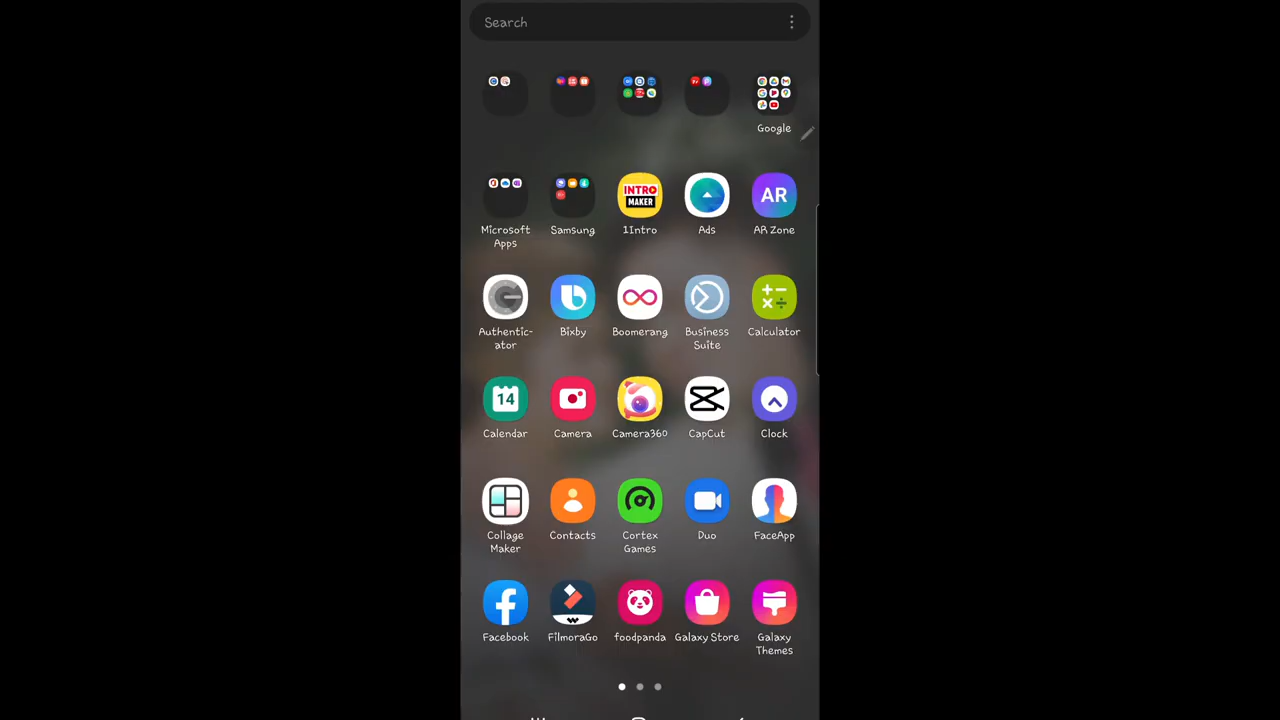 Search
Google
Microsoft Apps
Samsung
INTRO MAKER
1Intro
Ads
AR
AR Zone
Authentic-ator
Bixby
Boomerang
Business Suite
Calculator
14
Calendar
Camera
Camera360
CapCut
Clock
Collage Maker
Contacts
Cortex Games
Duo
FaceApp
Facebook
FilmoraGo
foodpanda
Galaxy Store
Galaxy Themes